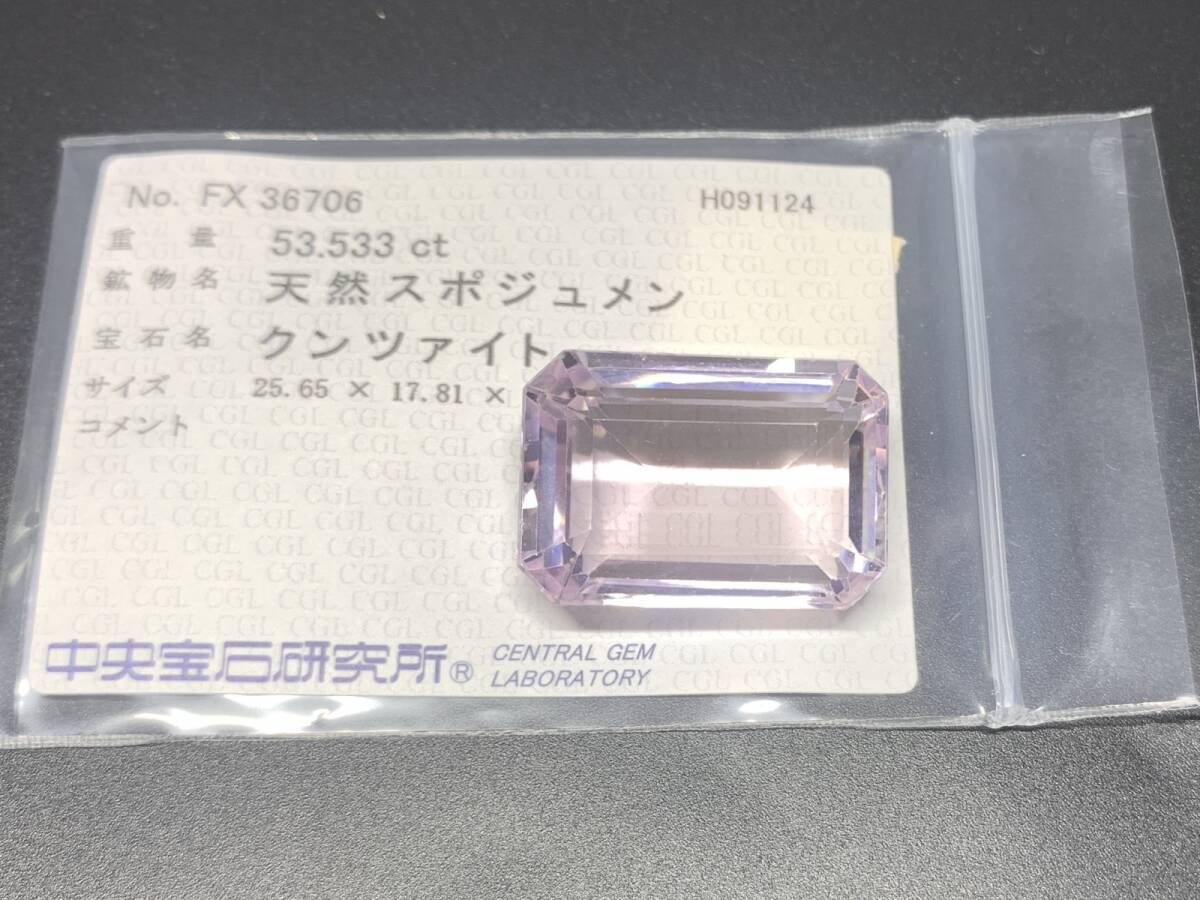 No. FX 36706 H091124
重 量 53.533 ct
鉱物名 天然スポジュメン
宝石名 クンツァイト
サイズ 25.65 × 17.81 ×
コメント
中央宝石研究所® CENTRAL GEM
LABORATORY